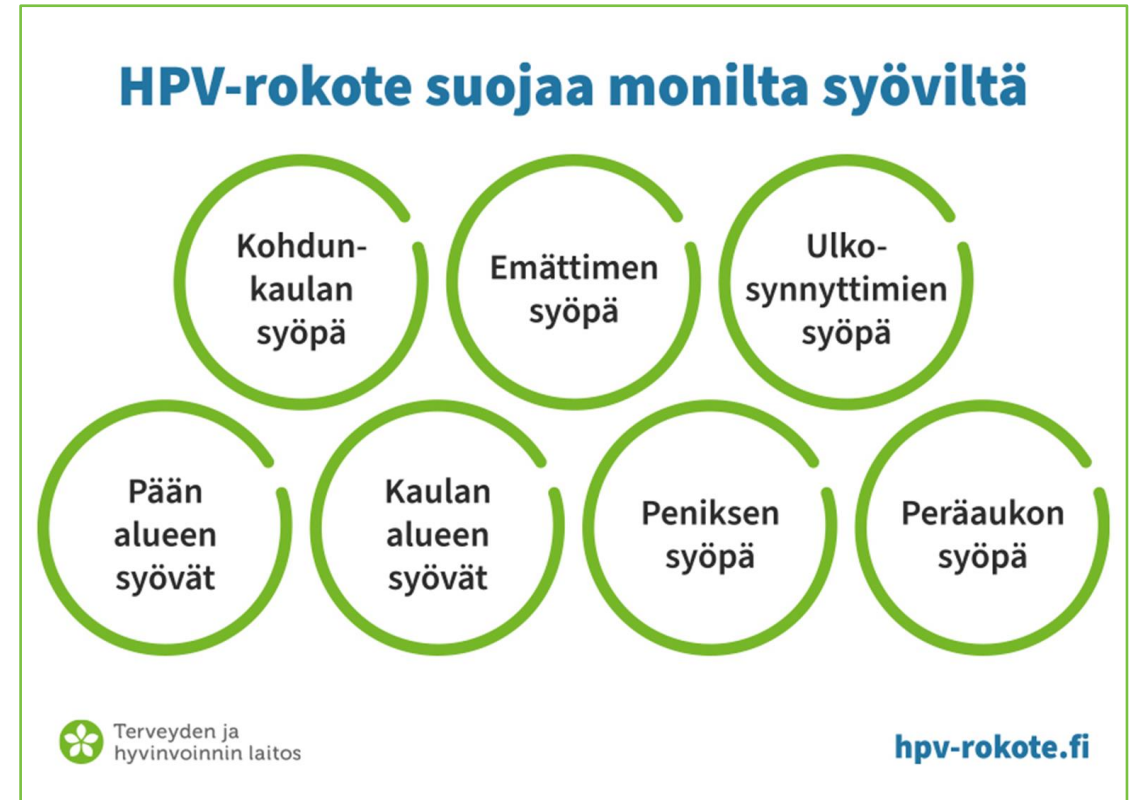 HPV-rokote suojaa monilta syöviltä
Kohdun-
kaulan
syöpä
Emättimen
syöpä
Ulko-
synnyttimien
syöpä
Pään
alueen
syövät
Kaulan
alueen
syövät
Peniksen
syöpä
Peräaukon
syöpä
Terveyden ja
hyvinvoinnin laitos
hpv-rokote.fi